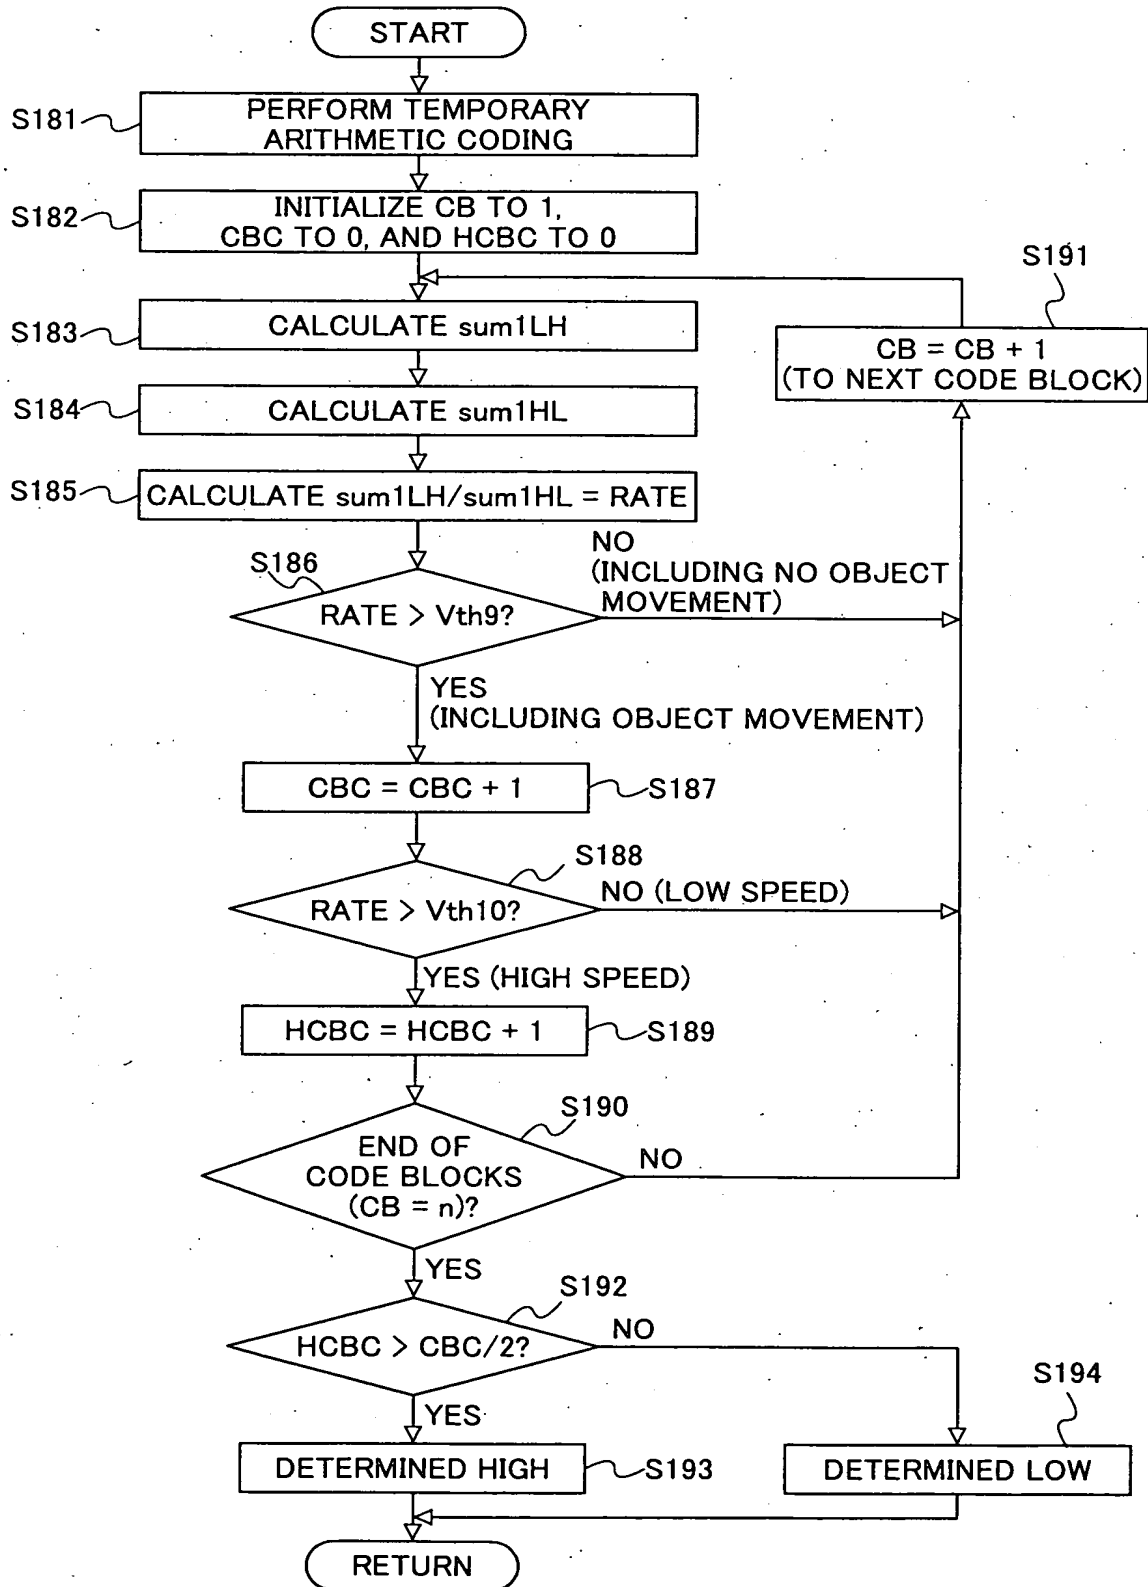 START
S181
PERFORM TEMPORARY
ARITHMETIC CODING
S182
INITIALIZE CB TO 1,
CBC TO 0, AND HCBC TO 0
S191
CB = CB + 1
(TO NEXT CODE BLOCK)
S183
CALCULATE sum1LH
S184
CALCULATE sum1HL
S185
CALCULATE sum1LH/sum1HL = RATE
S186
RATE > Vth9?
NO
(INCLUDING NO OBJECT
MOVEMENT)
YES
(INCLUDING OBJECT MOVEMENT)
CBC = CBC + 1
S187
S188
RATE > Vth10?
NO (LOW SPEED)
YES (HIGH SPEED)
HCBC = HCBC + 1
S189
S190
END OF
CODE BLOCKS
(CB = n)?
NO
YES
S192
HCBC > CBC/2?
NO
YES
S194
DETERMINED HIGH
S193
DETERMINED LOW
RETURN